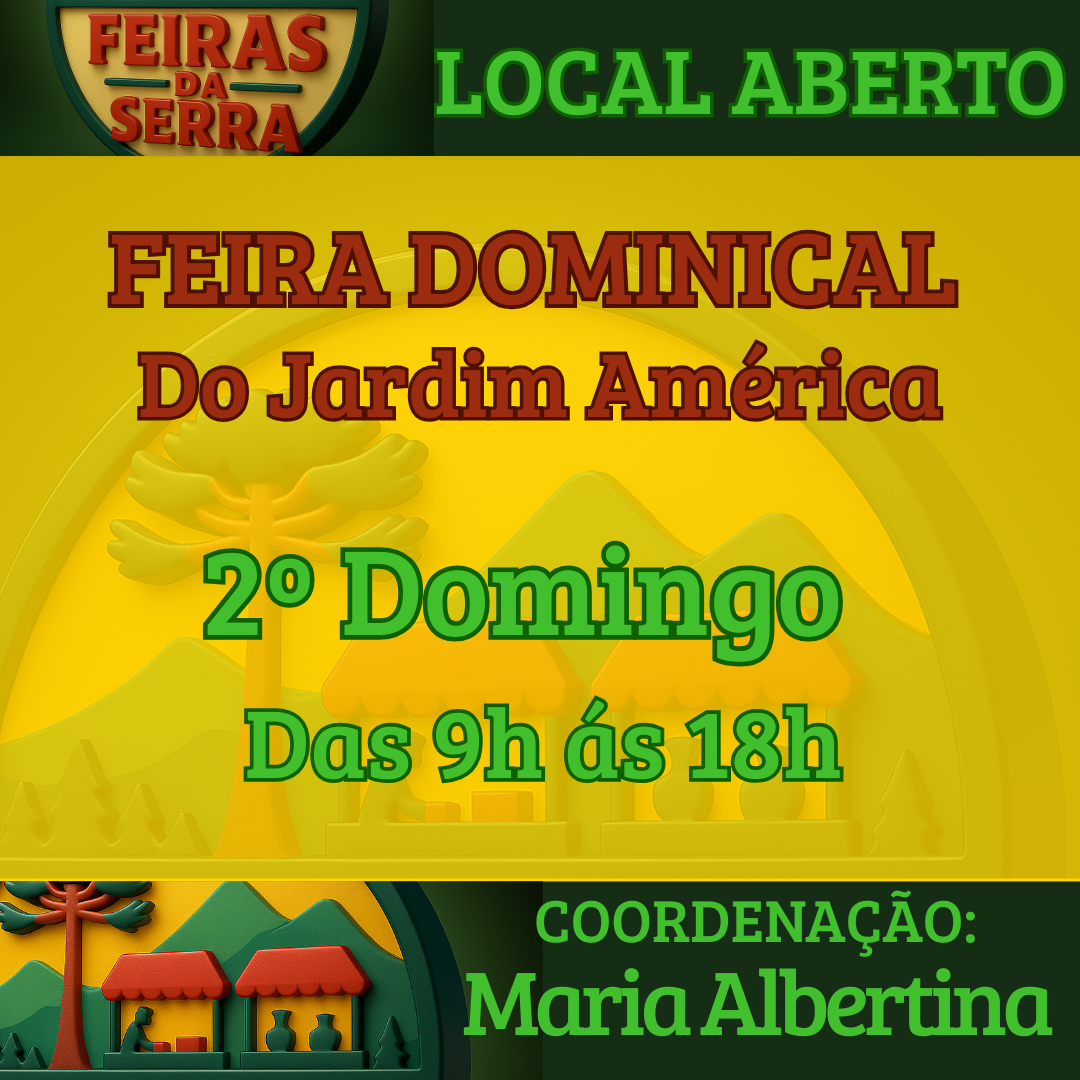 FEIRAS
DA
SERRA
LOCAL ABERTO
FEIRA DOMINICAL
Do Jardim América
2º Domingo
Das 9h ás 18h
COORDENAÇÃO:
Maria Albertina